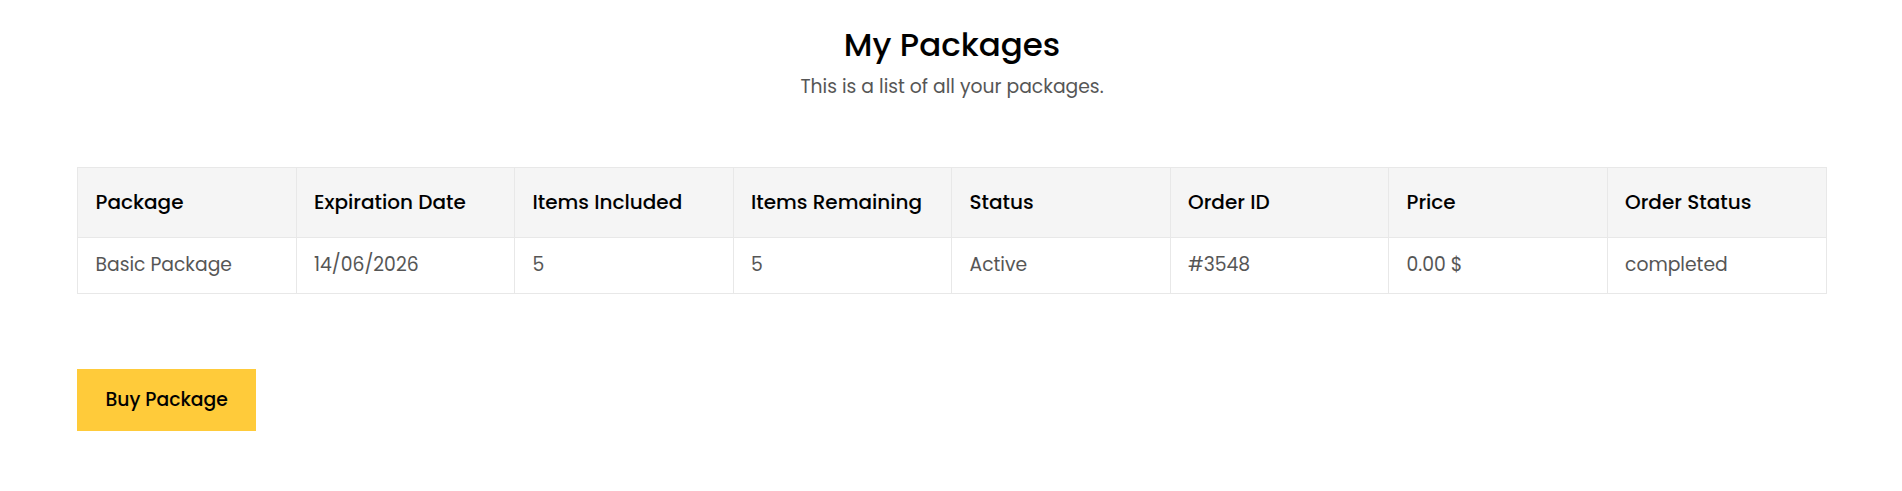 My Packages
This is a list of all your packages.
Package Expiration Date Items Included Items Remaining Status Order ID Price Order Status
Basic Package 14/06/2026 5 5 Active #3548 0.00 $ completed
Buy Package